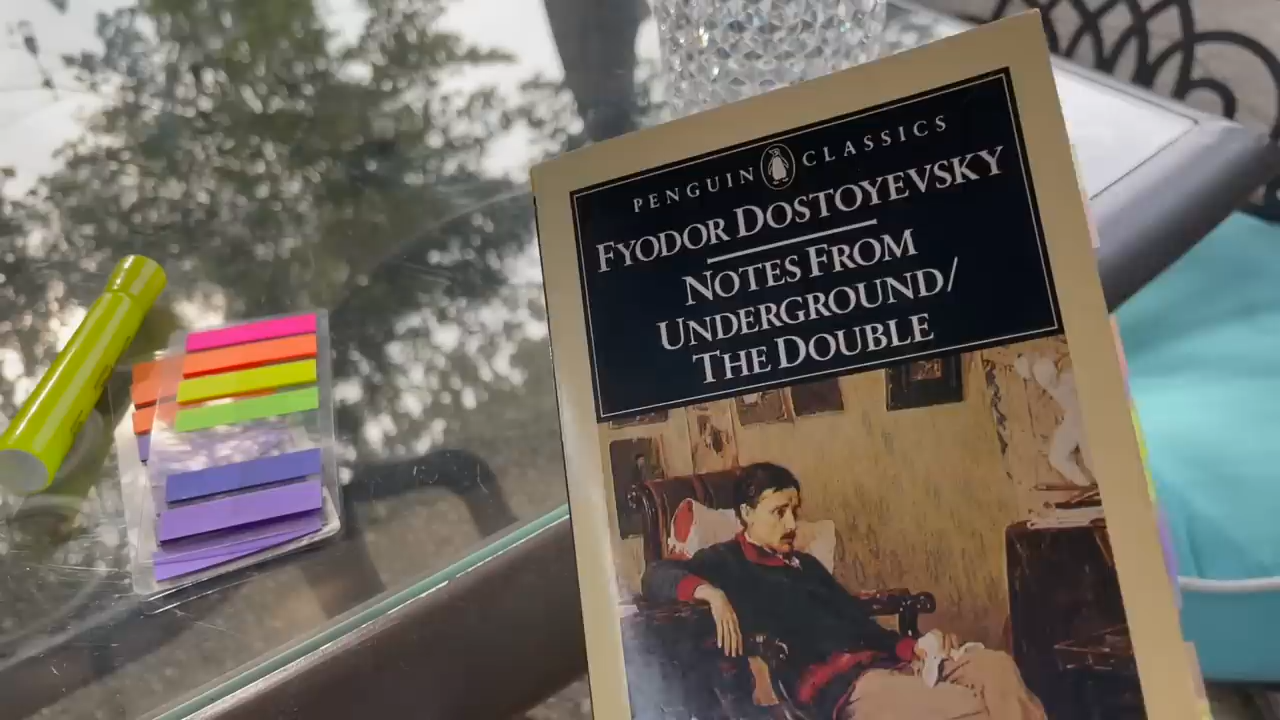 PENGUIN CLASSICS
FYODOR DOSTOYEVSKY
NOTES FROM
UNDERGROUND/
THE DOUBLE